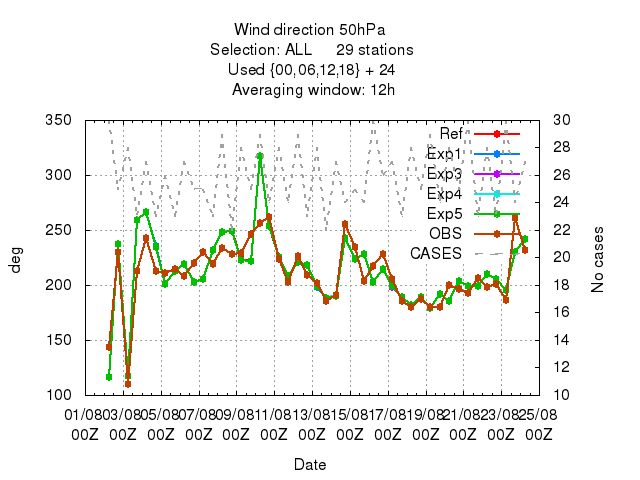 Wind direction 50hPa
Selection: ALL 29 stations
Used {00,06,12,18} + 24
Averaging window: 12h
350
300
250
200
150
100
deg
30
28
26
24
22
20
18
16
14
12
10
No cases
Ref
Exp1
Exp3
Exp4
Exp5
OBS
CASES
01/08 03/08 05/08 07/08 09/08 11/08 13/08 15/08 17/08 19/08 21/08 23/08 25/08
00Z 00Z 00Z 00Z 00Z 00Z 00Z 00Z 00Z 00Z 00Z 00Z 00Z
Date